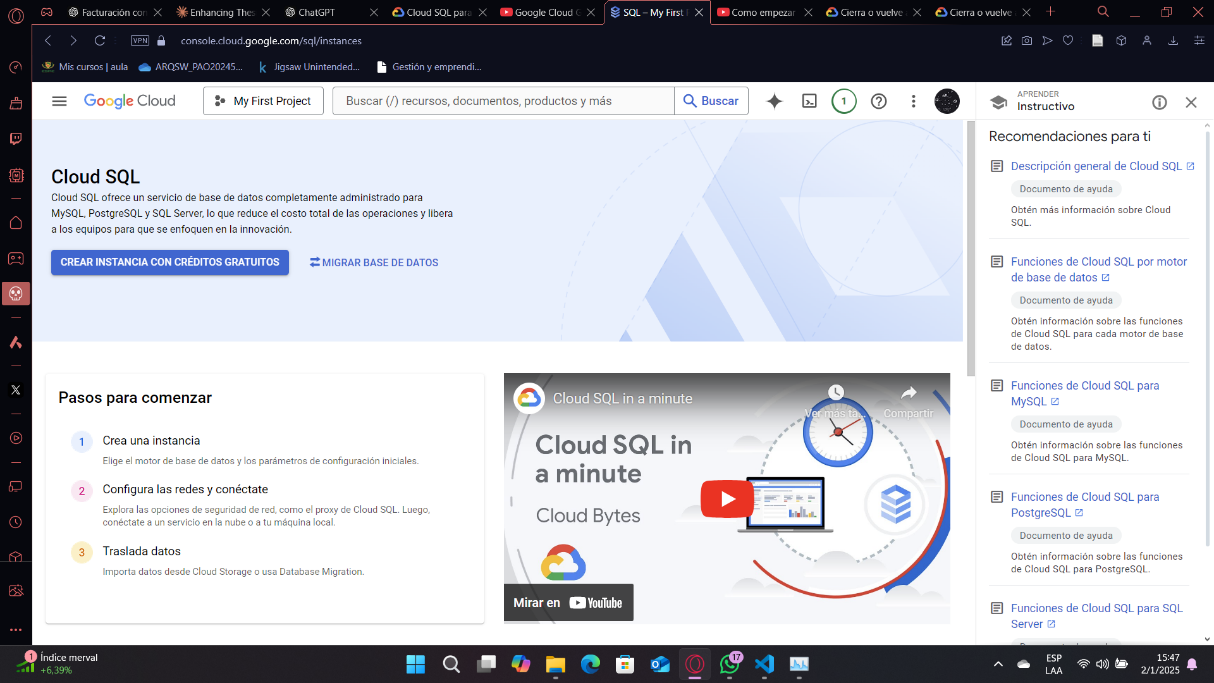 Facturación con
Enhancing Thes
ChatGPT
Cloud SQL para
Google Cloud C
SQL – My First P
Como empezar
Cierra o vuelve
Cierra o vuelve
VPN
console.cloud.google.com/sql/instances
Mis cursos | aula
ARQSW_PAO20245...
Jigsaw Unintended...
Gestión y emprendi...
Google Cloud
My First Project
Buscar (/) recursos, documentos, productos y más
Buscar
1
APRENDER
Instructivo
Cloud SQL
Cloud SQL ofrece un servicio de base de datos completamente administrado para
MySQL, PostgreSQL y SQL Server, lo que reduce el costo total de las operaciones y libera
a los equipos para que se enfoquen en la innovación.
CREAR INSTANCIA CON CRÉDITOS GRATUITOS
MIGRAR BASE DE DATOS
Pasos para comenzar
1
Crea una instancia
Elige el motor de base de datos y los parámetros de configuración iniciales.
2
Configura las redes y conéctate
Explora las opciones de seguridad de red, como el proxy de Cloud SQL. Luego,
conéctate a un servicio en la nube o a tu máquina local.
3
Traslada datos
Importa datos desde Cloud Storage o usa Database Migration.
Cloud SQL in a minute
Ver más ta...
Compartir
Cloud SQL in
a minute
Cloud Bytes
Mirar en YouTube
Recomendaciones para ti
Descripción general de Cloud SQL
Documento de ayuda
Obtén más información sobre Cloud
SQL.
Funciones de Cloud SQL por motor
de base de datos
Documento de ayuda
Obtén información sobre las funciones
de Cloud SQL para cada motor de base
de datos.
Funciones de Cloud SQL para
MySQL
Documento de ayuda
Obtén información sobre las funciones
de Cloud SQL para MySQL.
Funciones de Cloud SQL para
PostgreSQL
Documento de ayuda
Obtén información sobre las funciones
de Cloud SQL para PostgreSQL.
Funciones de Cloud SQL para SQL
Server
1
Índice merval
+6,39%
17
ESP
LAA
15:47
2/1/2025